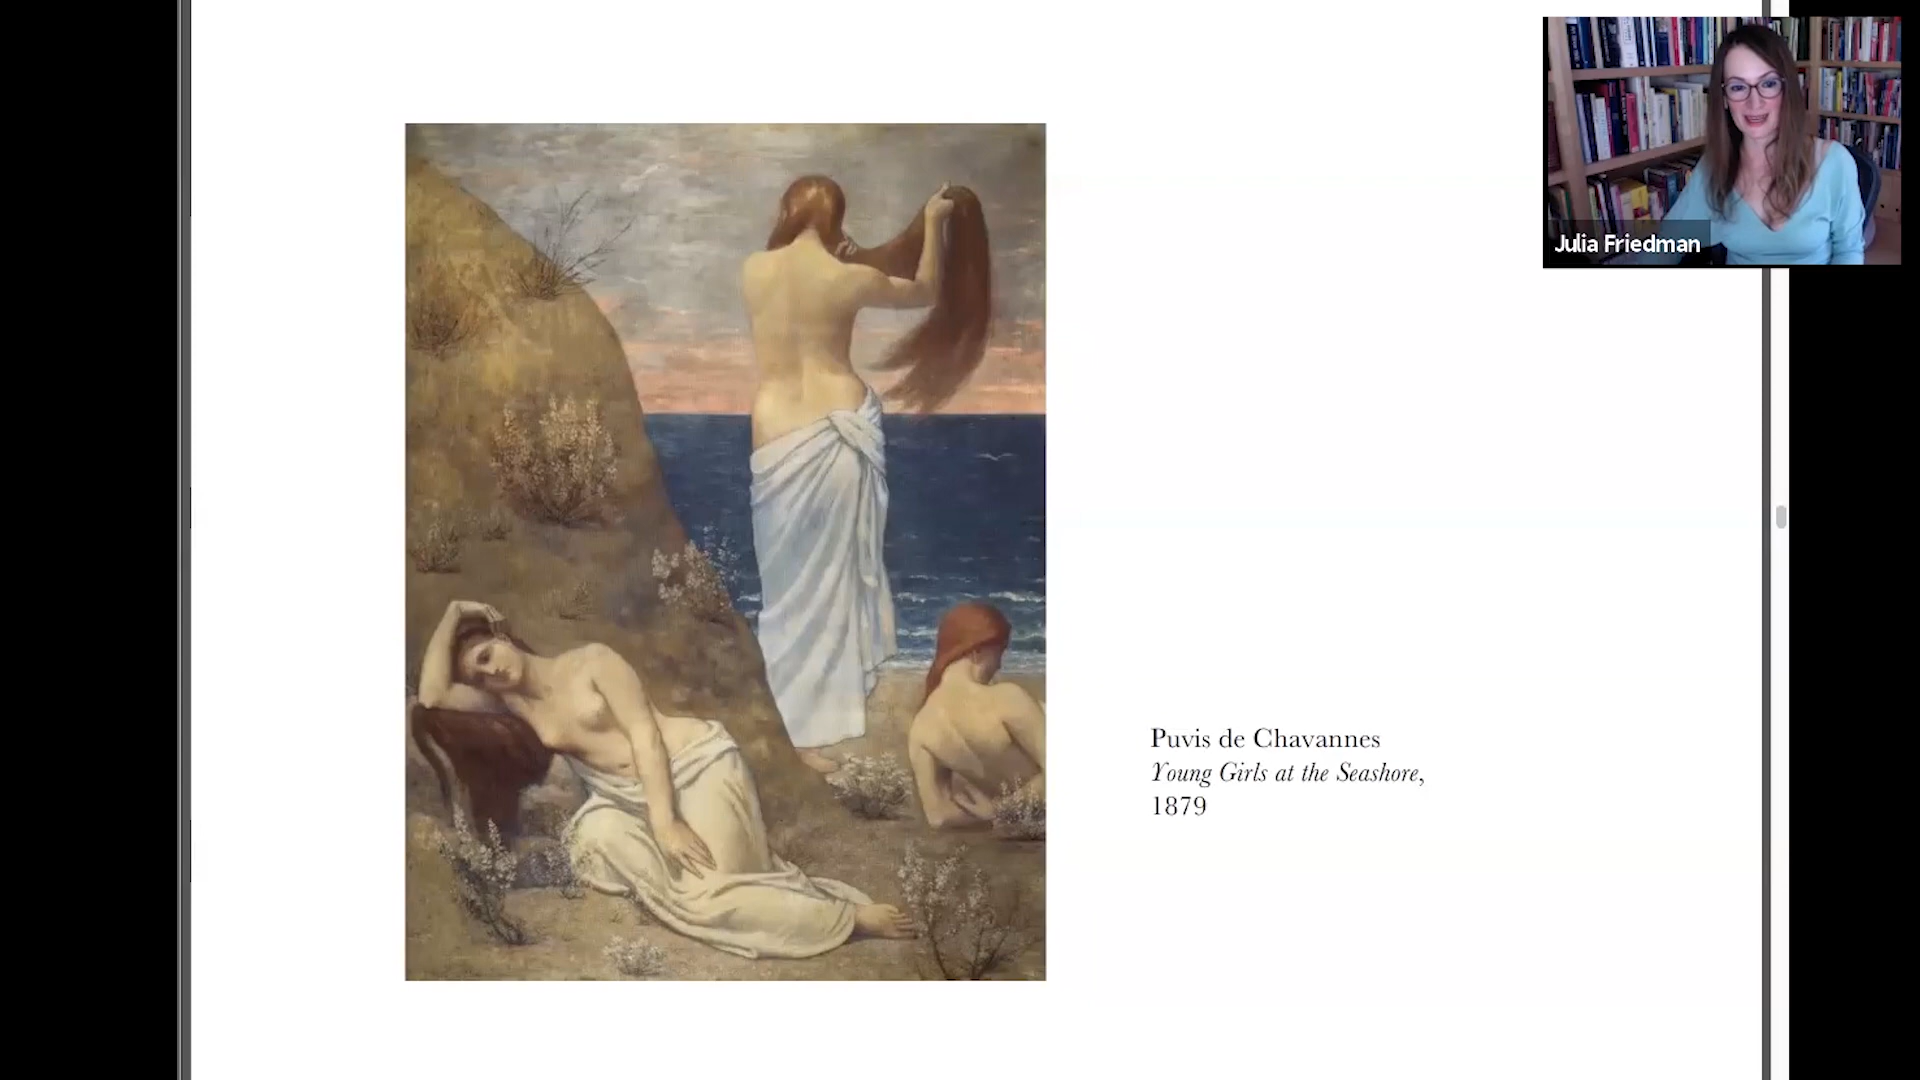 Julia Friedman
Puvis de Chavannes
Young Girls at the Seashore,
1879